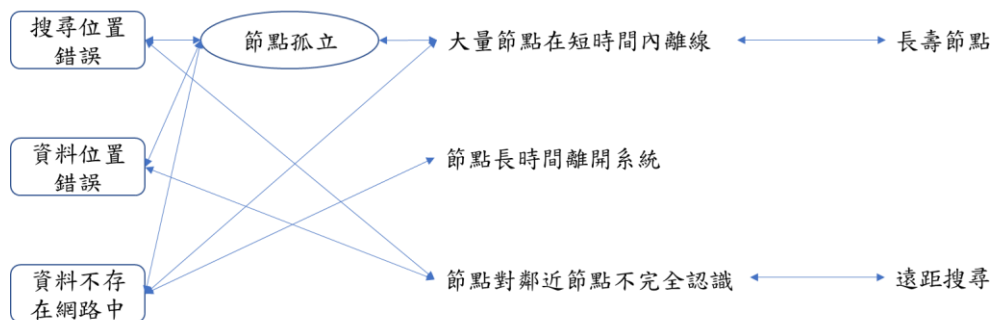 搜尋位置
錯誤
節點孤立
大量節點在短時間內離線
長壽節點
資料位置
錯誤
節點長時間離開系統
資料不存
在網路中
節點對鄰近節點不完全認識
遠距搜尋